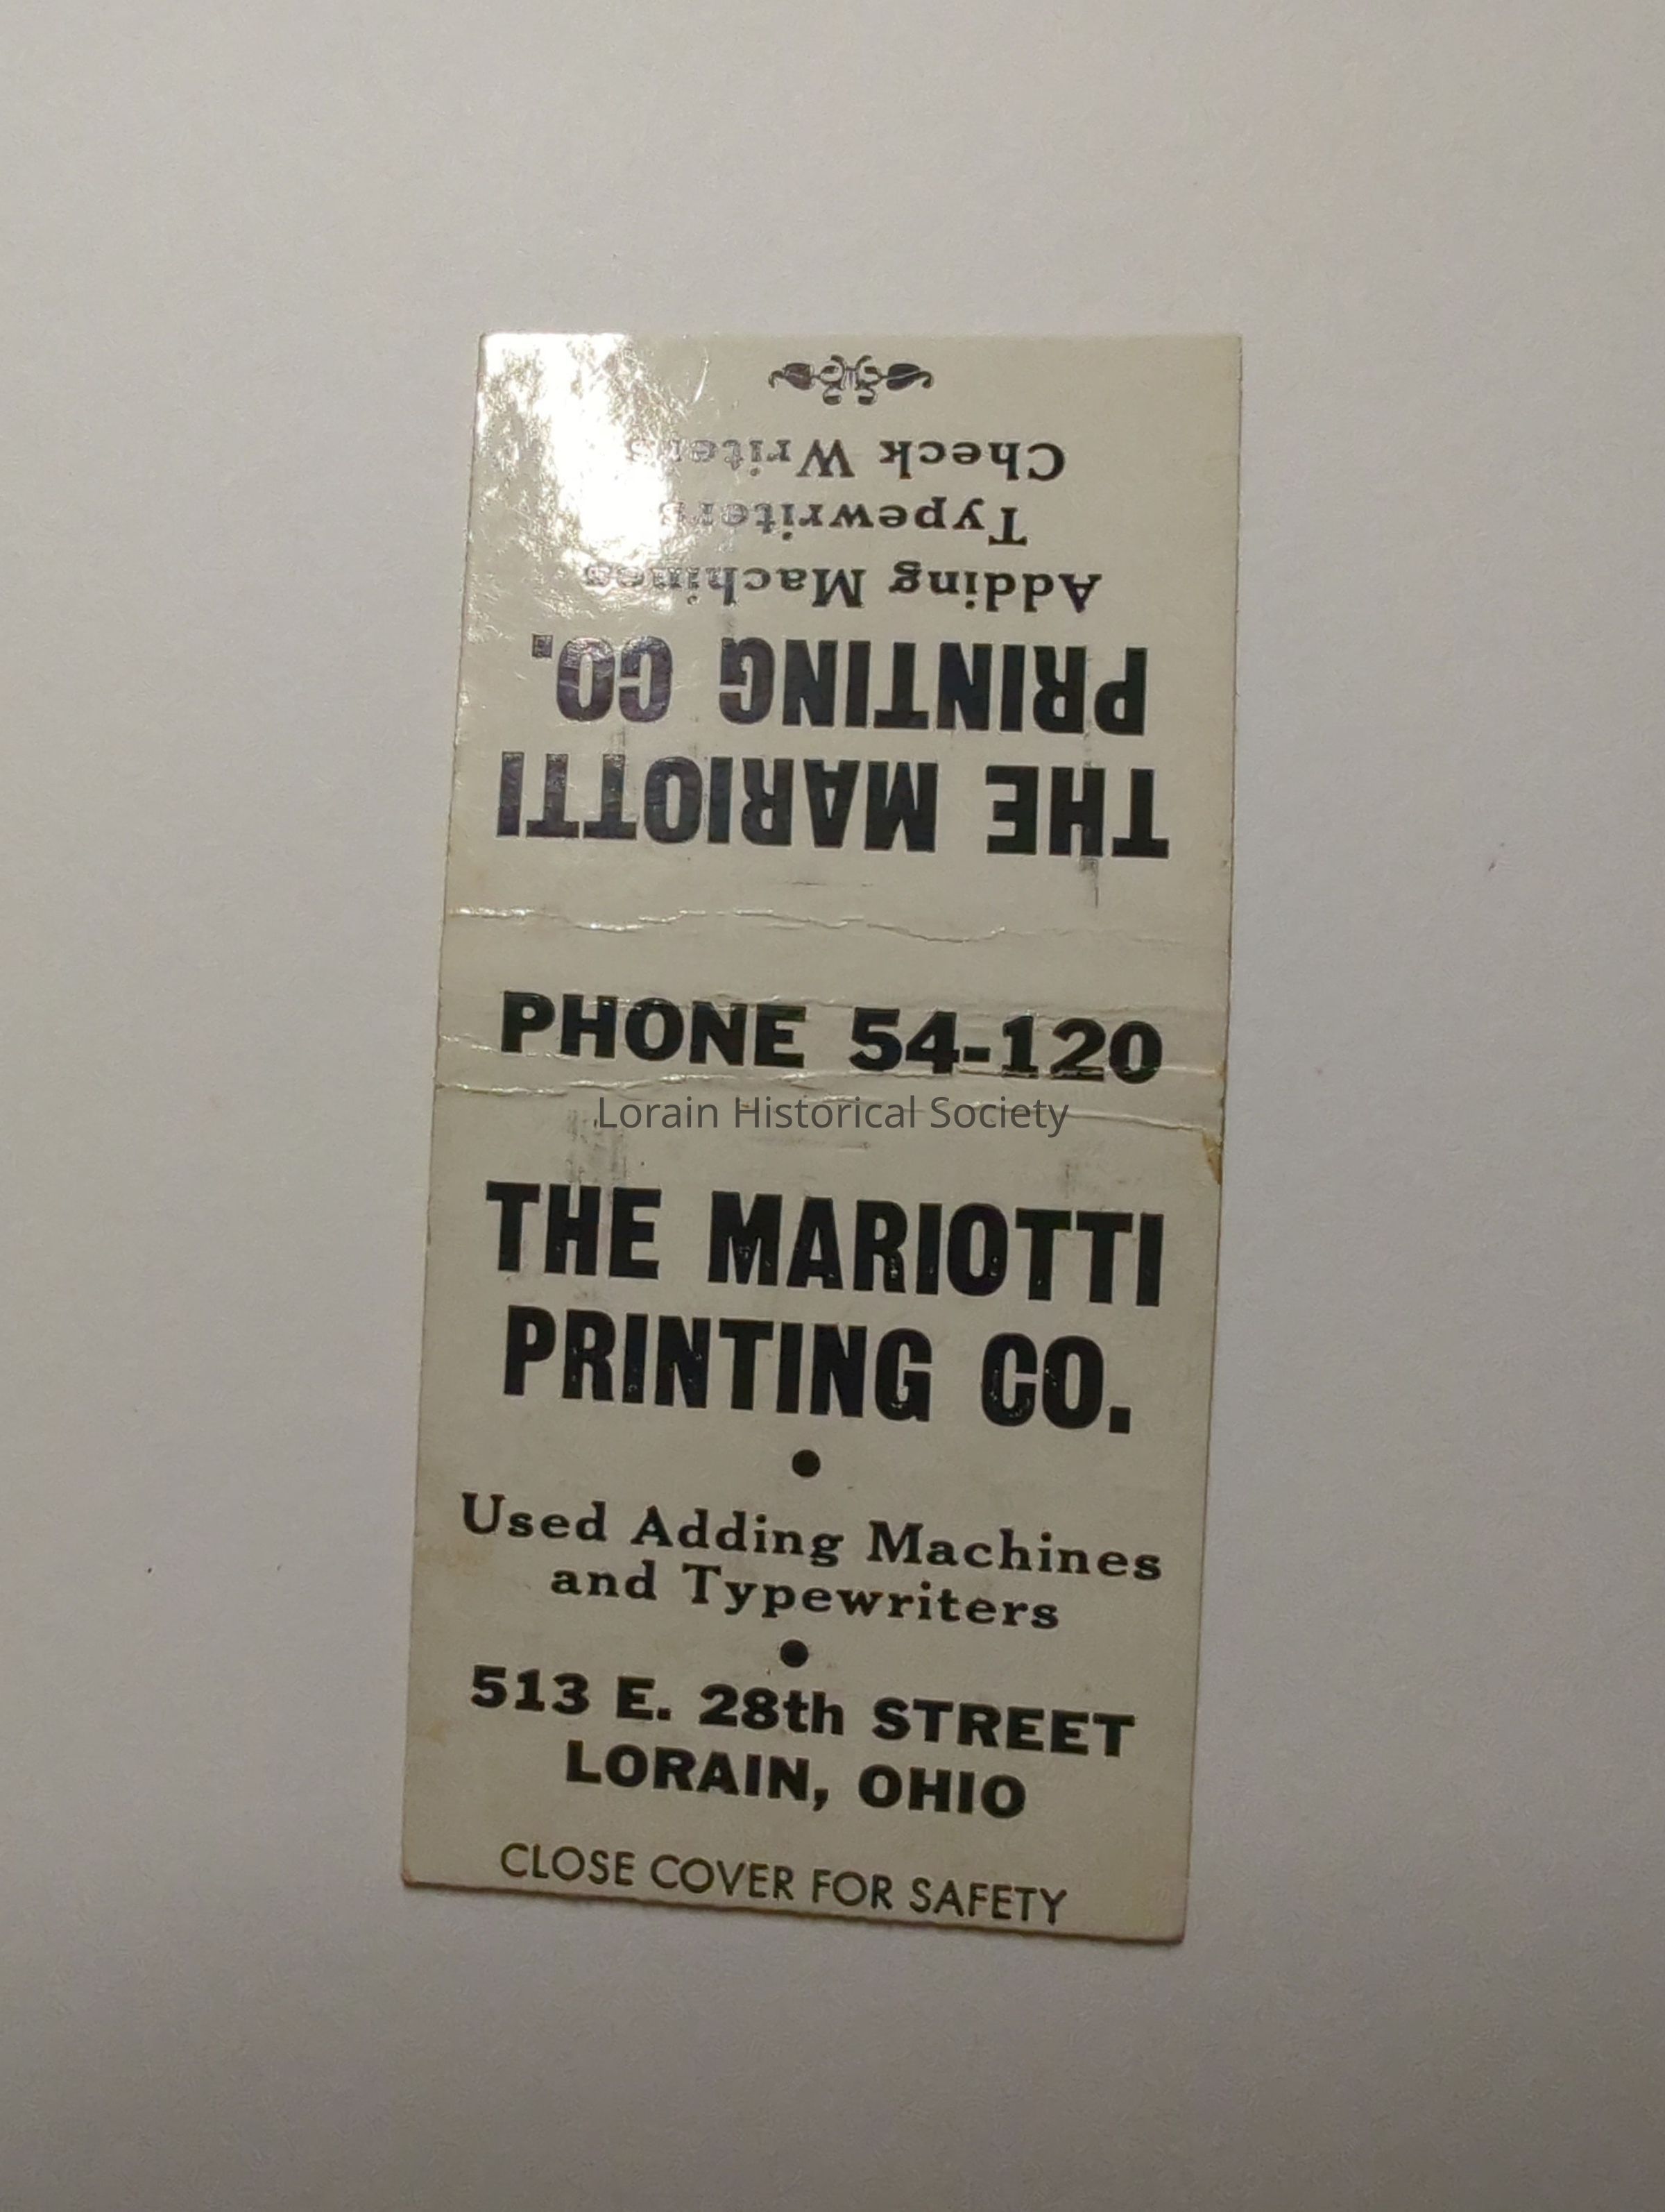 THE MARIOTTI
PRINTING CO.
Adding Machines
Typewriters
Check Writers
PHONE 54-120
Lorain Historical Society
THE MARIOTTI
PRINTING CO.
•
Used Adding Machines
and Typewriters
•
513 E. 28th STREET
LORAIN, OHIO
CLOSE COVER FOR SAFETY